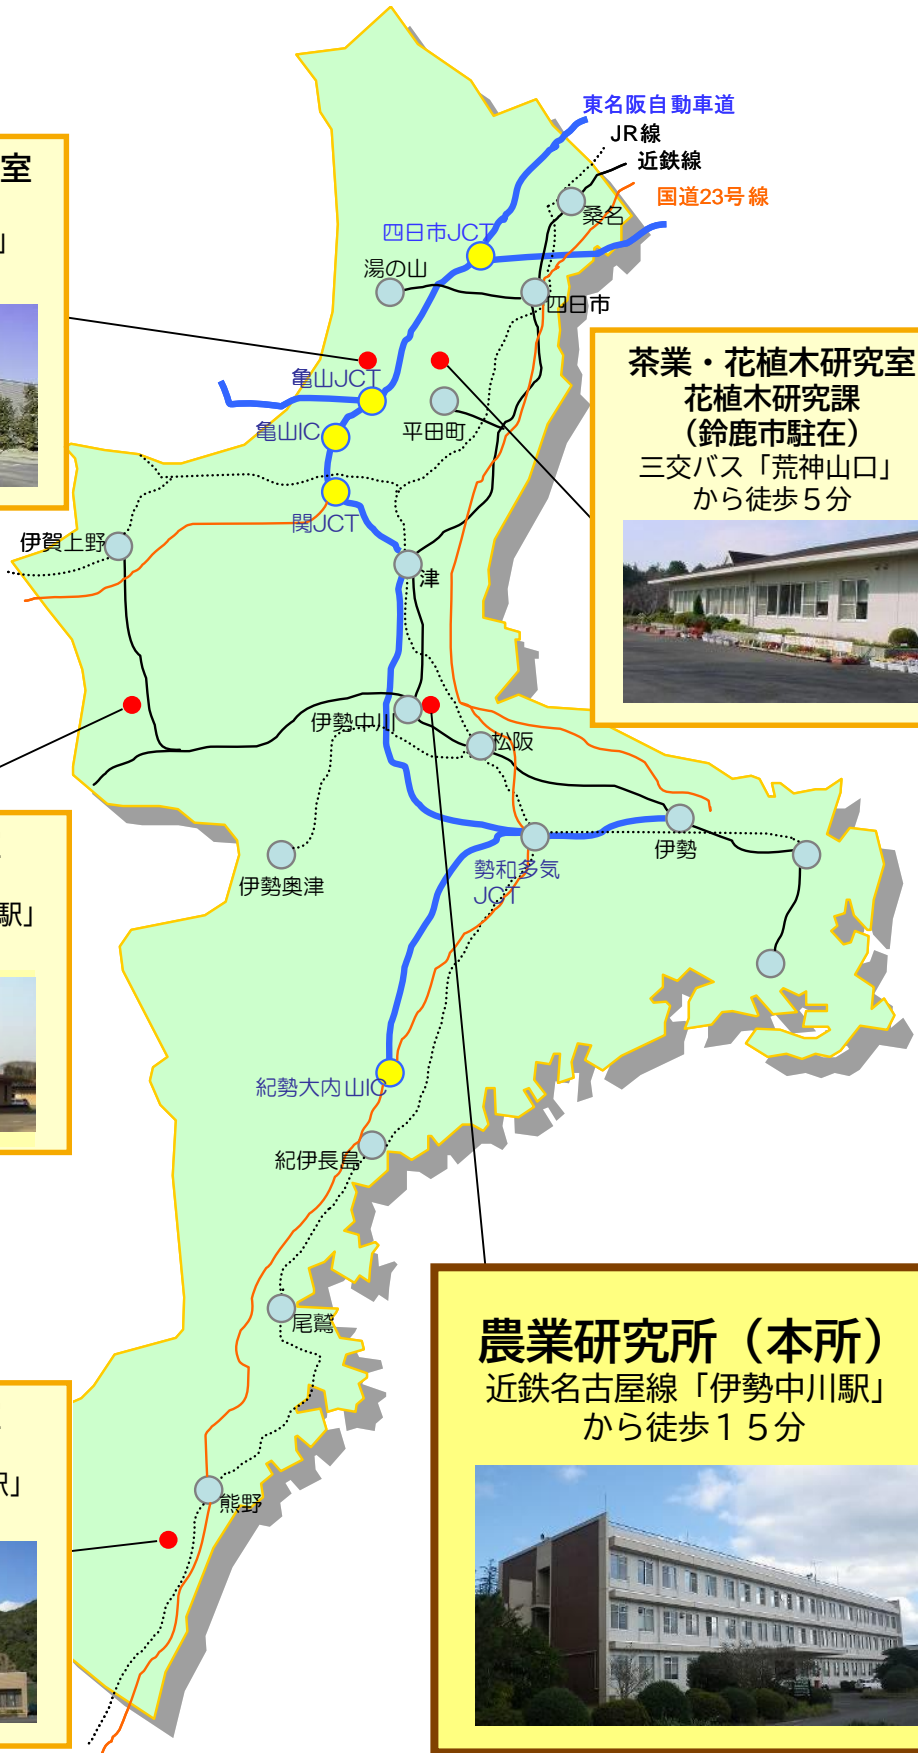 東名阪自動車道
JR線
近鉄線
国道23号線
室
」
桑名
四日市JCT
湯の山
四日市
亀山JCT
亀山IC
平田町
関JCT
伊賀上野
津
茶業・花植木研究室
花植木研究課
(鈴鹿市駐在)
三交バス「荒神山口」
から徒歩5分
伊勢中川
松阪
伊勢奥津
勢和多気
JCT
伊勢
駅」
紀勢大内山IC
紀伊長島
尾鷲
熊野
駅」
農業研究所(本所)
近鉄名古屋線「伊勢中川駅」
から徒歩15分